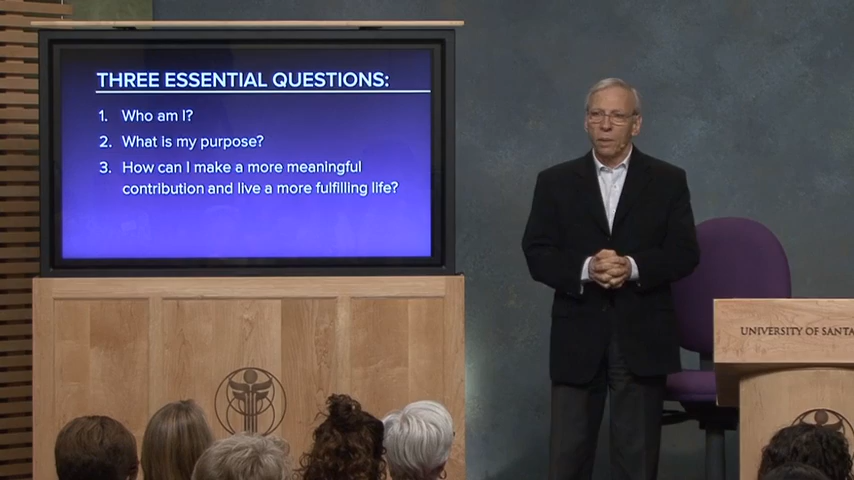 THREE ESSENTIAL QUESTIONS:
1. Who am I?
2. What is my purpose?
3. How can I make a more meaningful
contribution and live a more fulfilling life?
UNIVERSITY OF SANTA